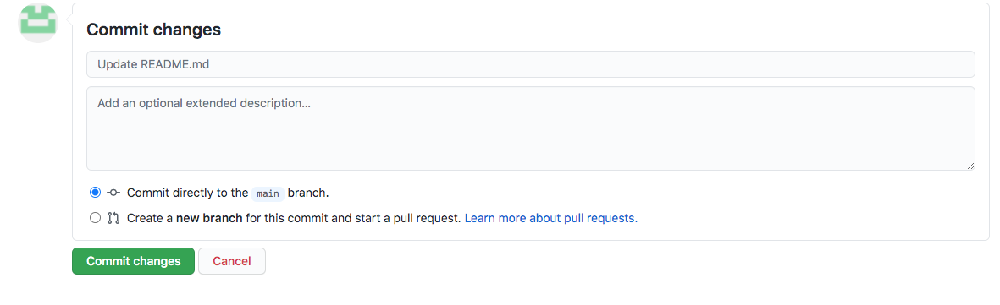 Commit changes
Update README.md
Add an optional extended description...
Commit directly to the main branch.
Create a new branch for this commit and start a pull request. Learn more about pull requests.
Commit changes Cancel